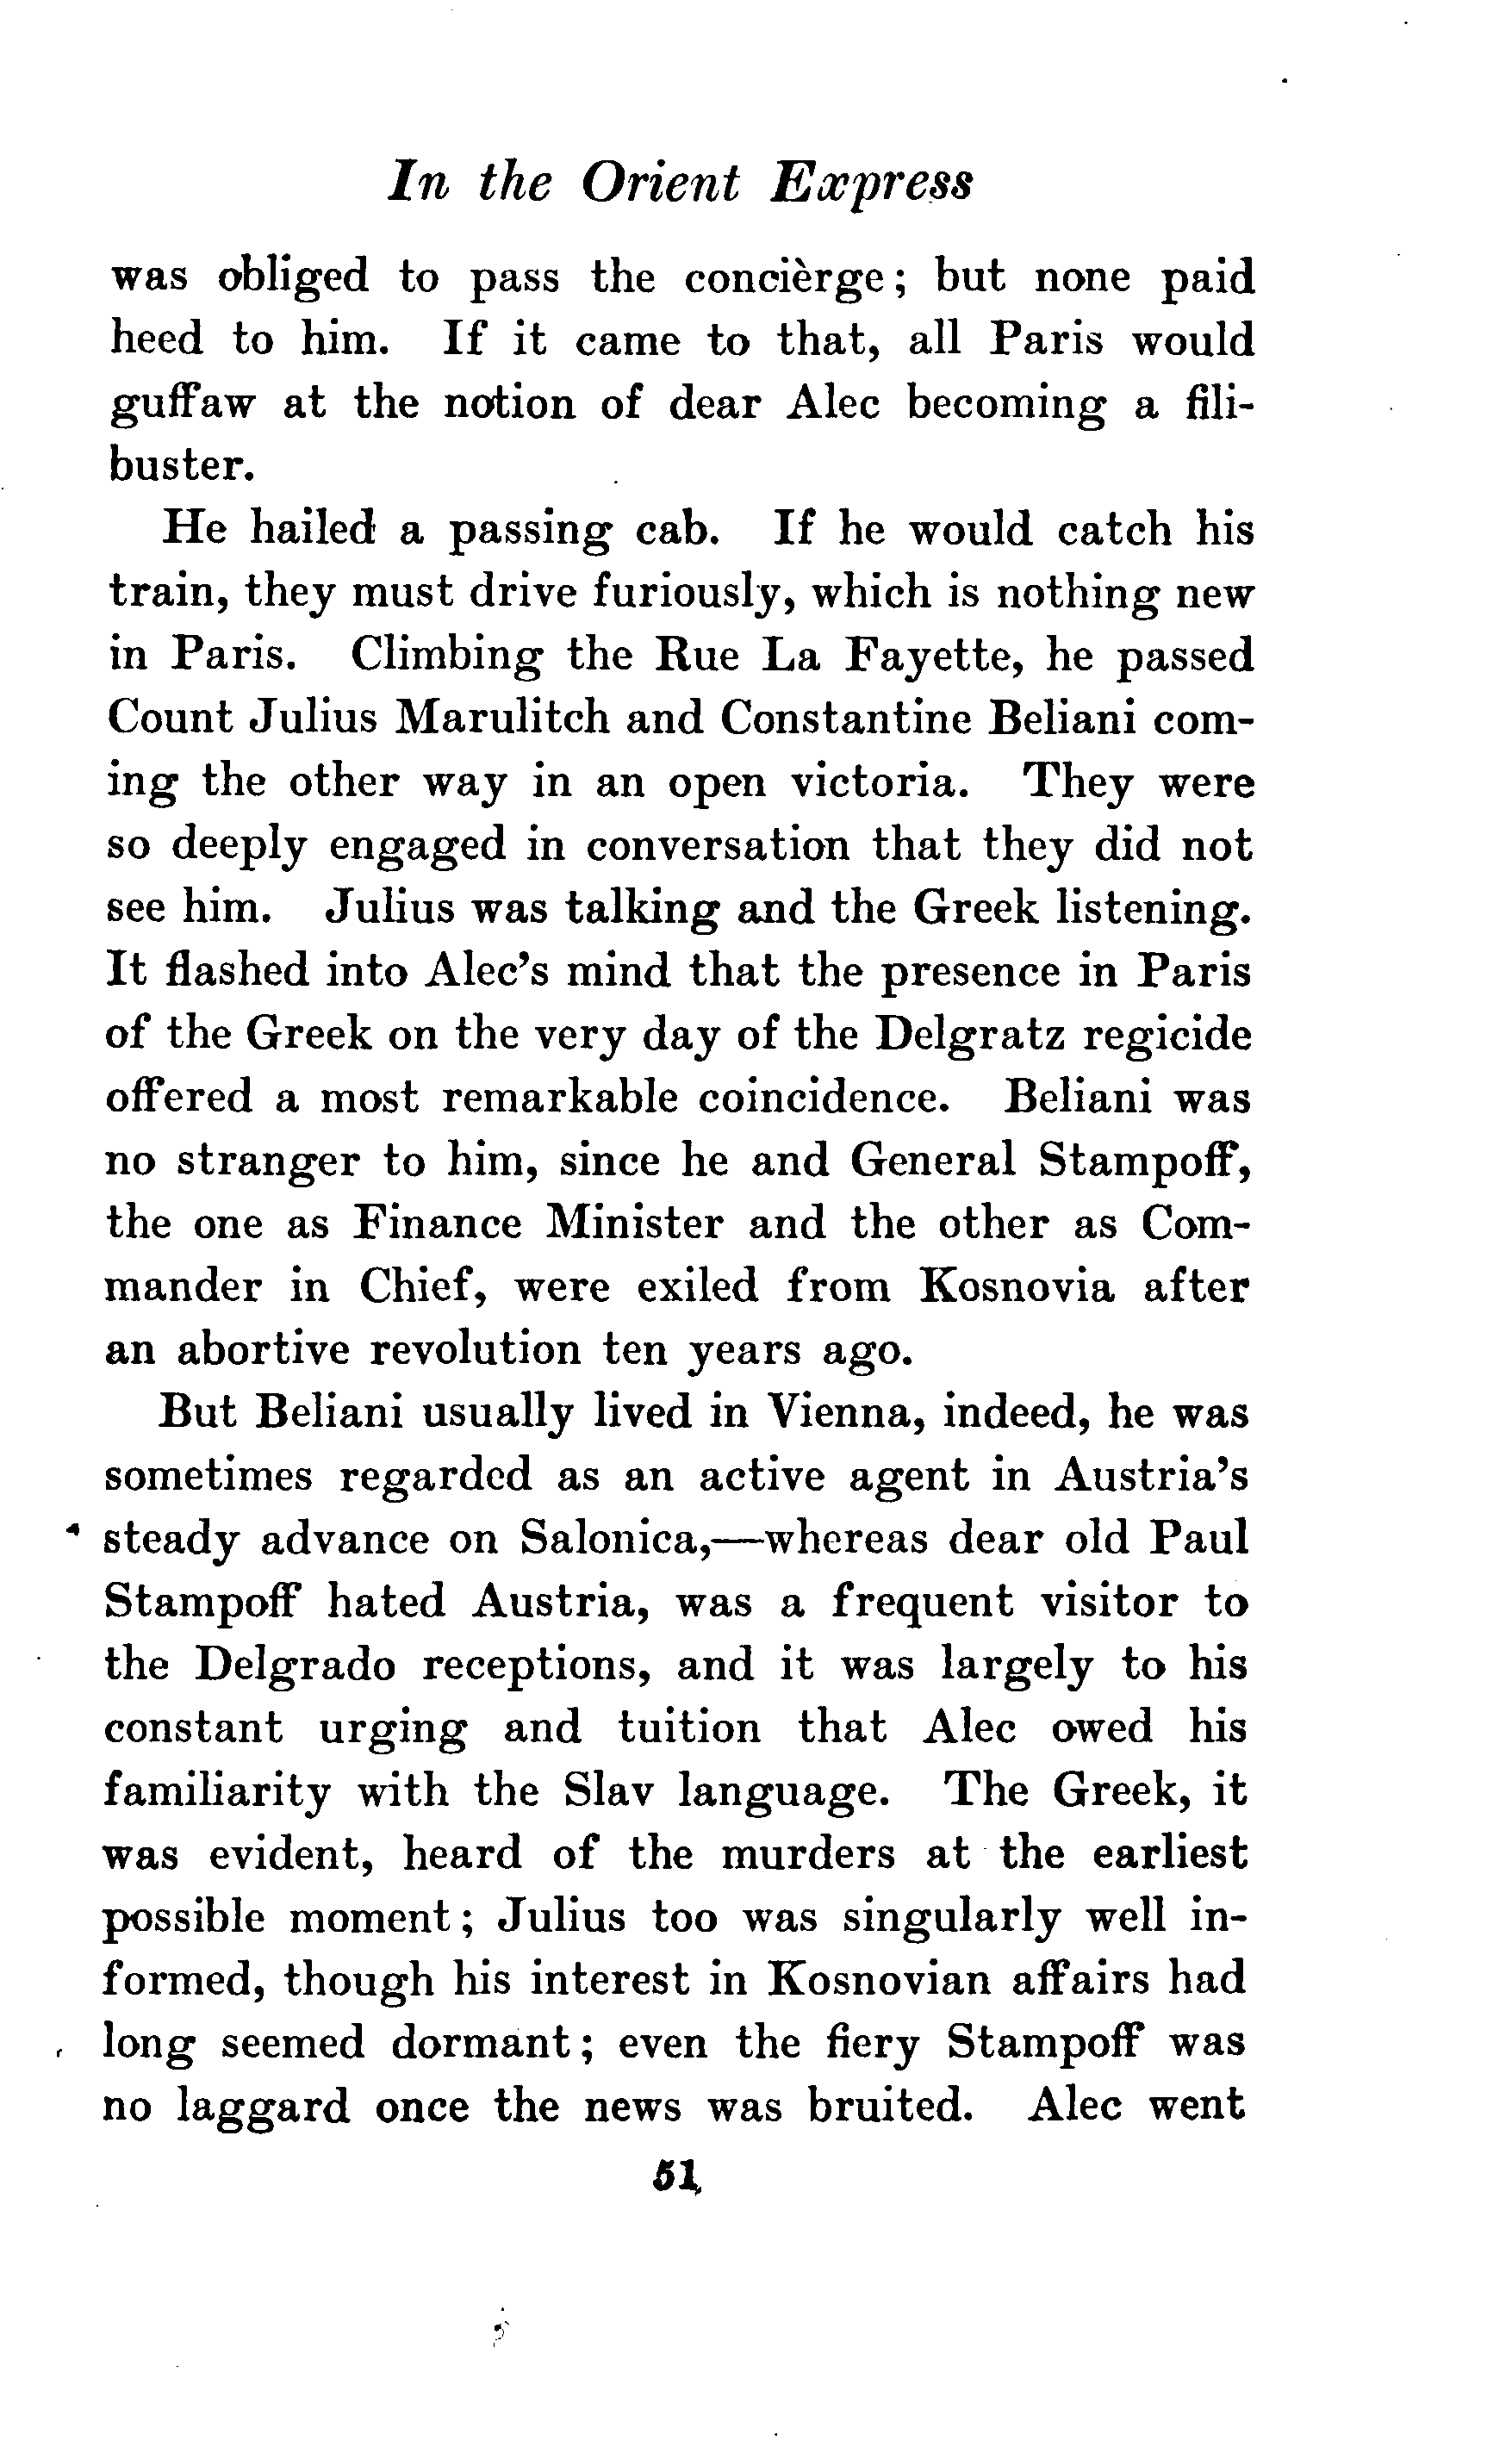 In the Orient Express
was obliged to pass the concièrge; but none paid
heed to him. If it came to that, all Paris would
guffaw at the notion of dear Alec becoming a fili-
buster.
He hailed a passing cab. If he would catch his
train, they must drive furiously, which is nothing new
in Paris. Climbing the Rue La Fayette, he passed
Count Julius Marulitch and Constantine Beliani com-
ing the other way in an open victoria. They were
so deeply engaged in conversation that they did not
see him. Julius was talking and the Greek listening.
It flashed into Alec's mind that the presence in Paris
of the Greek on the very day of the Delgratz regicide
offered a most remarkable coincidence. Beliani was
no stranger to him, since he and General Stampoff,
the one as Finance Minister and the other as Com-
mander in Chief, were exiled from Kosnovia after
an abortive revolution ten years ago.
But Beliani usually lived in Vienna, indeed, he was
sometimes regarded as an active agent in Austria's
steady advance on Salonica,—whereas dear old Paul
Stampoff hated Austria, was a frequent visitor to
the Delgrado receptions, and it was largely to his
constant urging and tuition that Alec owed his
familiarity with the Slav language. The Greek, it
was evident, heard of the murders at the earliest
possible moment; Julius too was singularly well in-
formed, though his interest in Kosnovian affairs had
long seemed dormant; even the fiery Stampoff was
no laggard once the news was bruited. Alec went
51